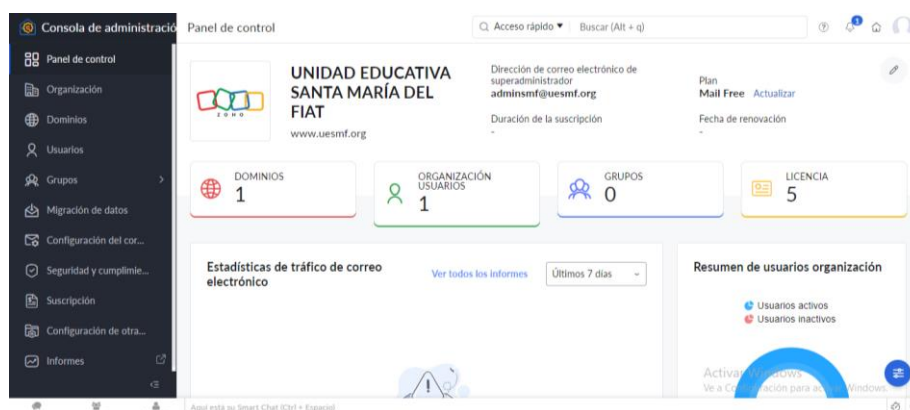 Consola de administració
Panel de control
Acceso rápido
Buscar (Alt + q)
1
Panel de control
Organización
Dominios
Usuarios
Grupos
Migración de datos
Configuración del cor...
Seguridad y cumplimie...
Suscripción
Configuración de otra...
Informes
ZOHO
UNIDAD EDUCATIVA
SANTA MARÍA DEL
FIAT
www.uesmf.org
Dirección de correo electrónico de
superadministrador
adminsmf@uesmf.org
Duración de la suscripción
-
Plan
Mail Free Actualizar
Fecha de renovación
-
DOMINIOS
1
ORGANIZACIÓN
USUARIOS
1
GRUPOS
0
LICENCIA
5
Estadísticas de tráfico de correo
electrónico
Ver todos los informes
Últimos 7 días
Resumen de usuarios organización
Usuarios activos
Usuarios inactivos
Activar Windows
Ve a Configuración para activar Windows.
Aquí está su Smart Chat (Ctrl + Espacio)